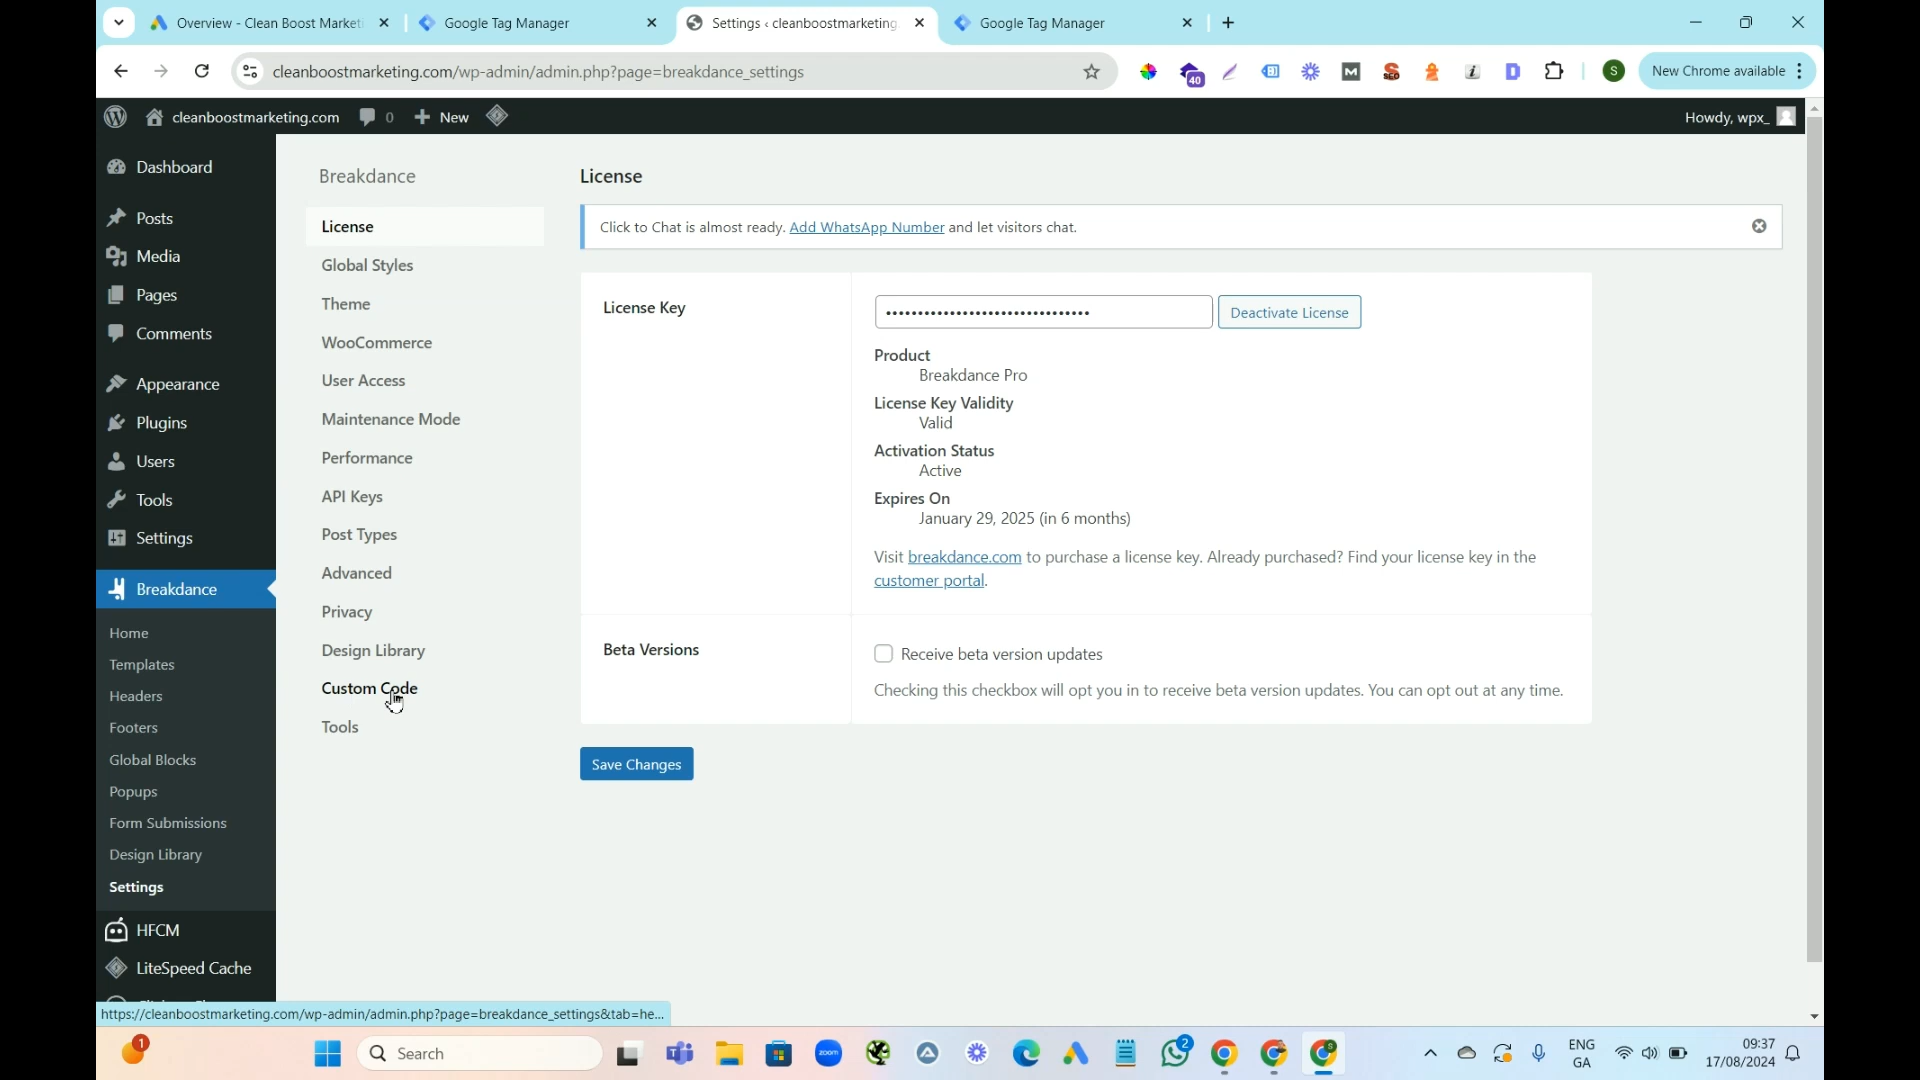 Overview - Clean Boost Market
Google Tag Manager
Settings ‹ cleanboostmarketing
Google Tag Manager
cleanboostmarketing.com/wp-admin/admin.php?page=breakdance_settings
40
S
New Chrome available
cleanboostmarketing.com
0
New
Howdy, wpx_
Dashboard
Posts
Media
Pages
Comments
Appearance
Plugins
Users
Tools
Settings
Breakdance
Home
Templates
Headers
Footers
Global Blocks
Popups
Form Submissions
Design Library
Settings
HFCM
LiteSpeed Cache
Breakdance
License
Global Styles
Theme
WooCommerce
User Access
Maintenance Mode
Performance
API Keys
Post Types
Advanced
Privacy
Design Library
Custom Code
Tools
License
Click to Chat is almost ready. Add WhatsApp Number and let visitors chat.
License Key
••••••••••••••••••••••••••••••••
Deactivate License
Product
Breakdance Pro
License Key Validity
Valid
Activation Status
Active
Expires On
January 29, 2025 (in 6 months)
Visit breakdance.com to purchase a license key. Already purchased? Find your license key in the
customer portal.
Beta Versions
Receive beta version updates
Checking this checkbox will opt you in to receive beta version updates. You can opt out at any time.
Save Changes
https://cleanboostmarketing.com/wp-admin/admin.php?page=breakdance_settings&tab=he...
1
Search
zoom
2
ENG
GA
09:37
17/08/2024